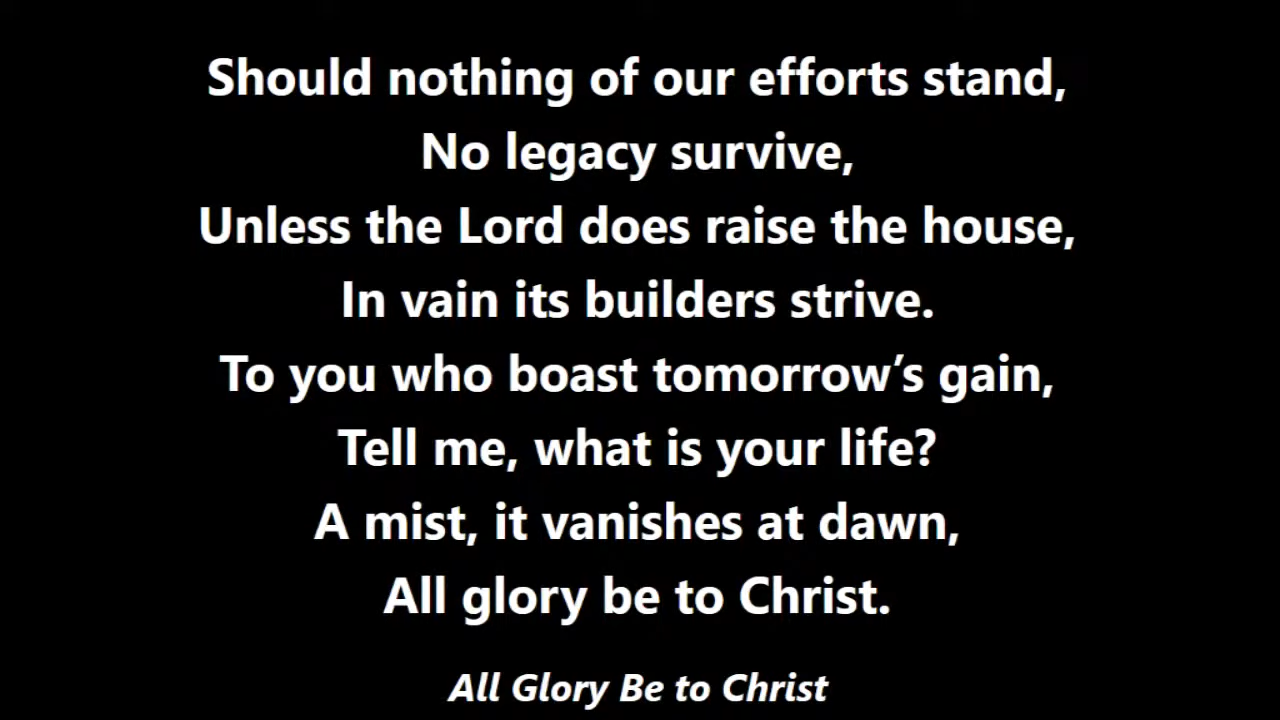 Should nothing of our efforts stand,
No legacy survive,
Unless the Lord does raise the house,
In vain its builders strive.
To you who boast tomorrow’s gain,
Tell me, what is your life?
A mist, it vanishes at dawn,
All glory be to Christ.
All Glory Be to Christ